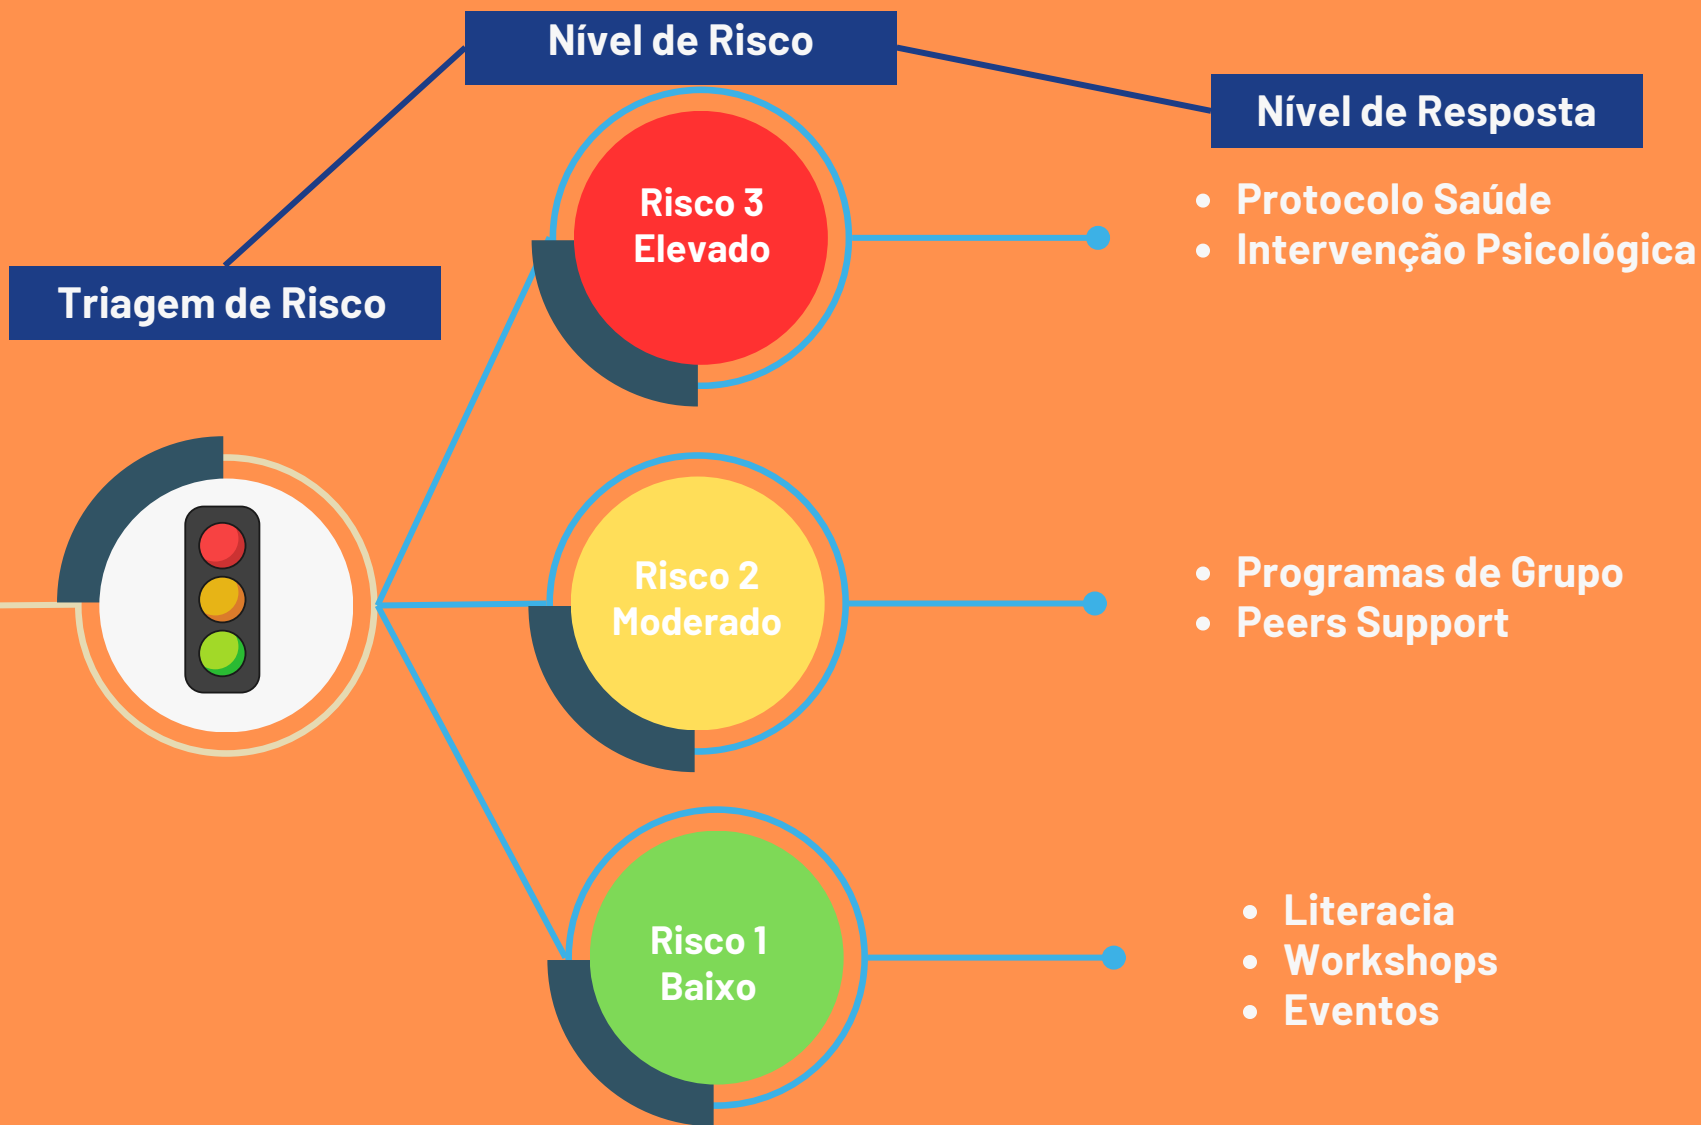 Nível de Risco
Nível de Resposta
Triagem de Risco
Risco 3
Elevado
• Protocolo Saúde
• Intervenção Psicológica
Risco 2
Moderado
• Programas de Grupo
• Peers Support
Risco 1
Baixo
• Literacia
• Workshops
• Eventos